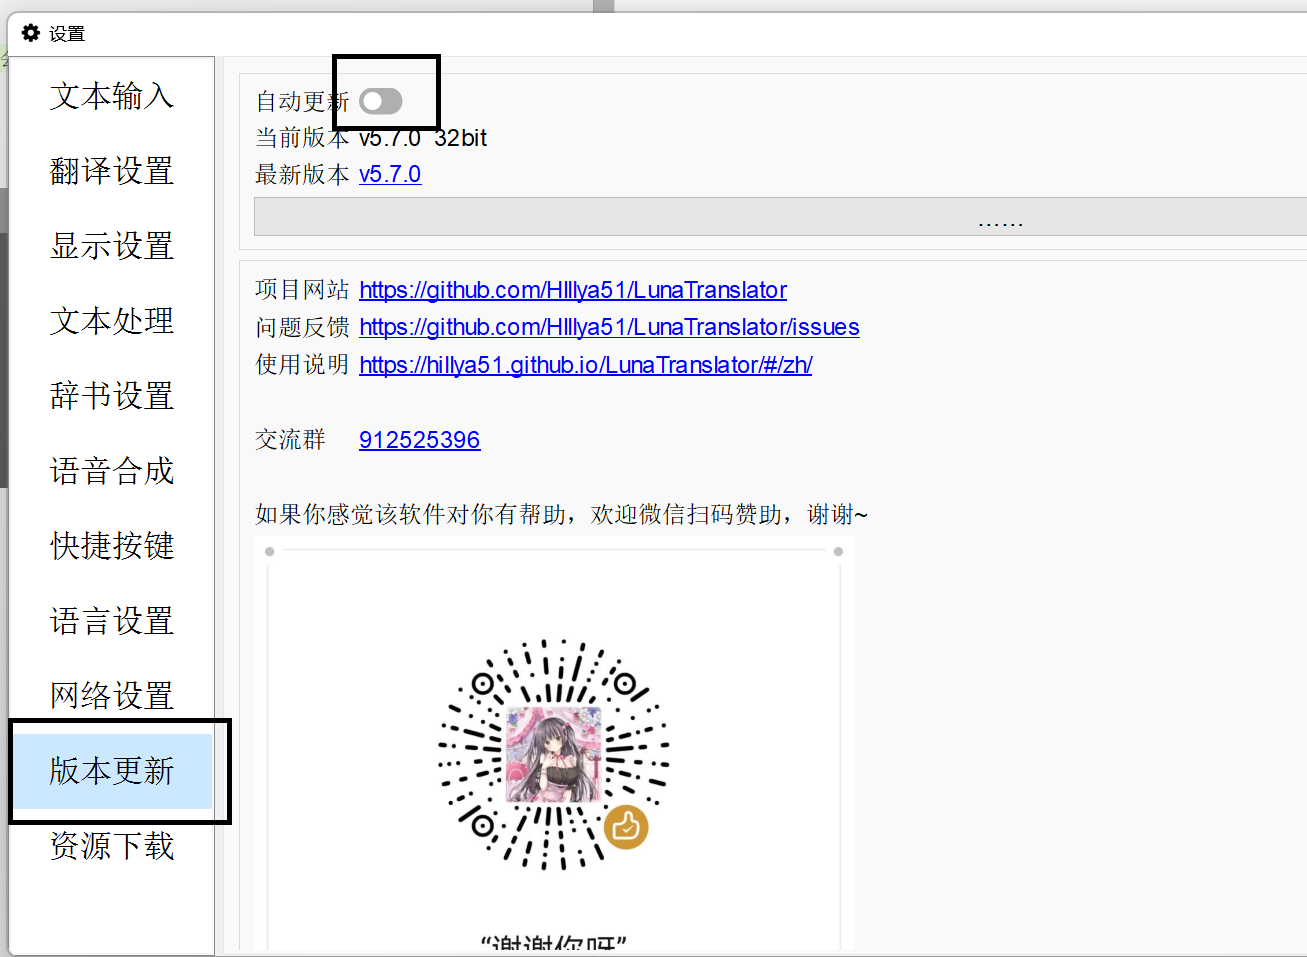 设置
文本输入
翻译设置
显示设置
文本处理
辞书设置
语音合成
快捷按键
语言设置
网络设置
版本更新
资源下载
自动更新
当前版本 v5.7.0 32bit
最新版本 v5.7.0
……
项目网站 https://github.com/HIllya51/LunaTranslator
问题反馈 https://github.com/HIllya51/LunaTranslator/issues
使用说明 https://hillya51.github.io/LunaTranslator/#/zh/
交流群 912525396
如果你感觉该软件对你有帮助，欢迎微信扫码赞助，谢谢~
“谢谢你呀”